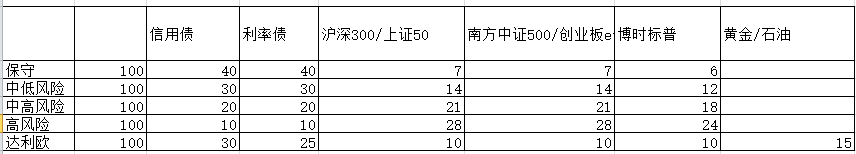 信用债 利率债 沪深300/上证50 南方中证500/创业板e 博时标普 黄金/石油
保守 100 40 40 7 7 6
中低风险 100 30 30 14 14 12
中高风险 100 20 20 21 21 18
高风险 100 10 10 28 28 24
达利欧 100 30 25 10 10 10 15